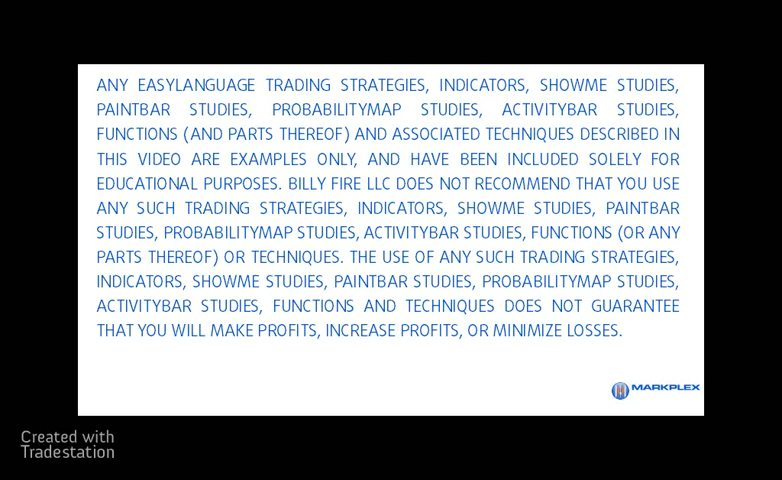 ANY EASYLANGUAGE TRADING STRATEGIES, INDICATORS, SHOWME STUDIES,
PAINTBAR STUDIES, PROBABILITYMAP STUDIES, ACTIVITYBAR STUDIES,
FUNCTIONS (AND PARTS THEREOF) AND ASSOCIATED TECHNIQUES DESCRIBED IN
THIS VIDEO ARE EXAMPLES ONLY, AND HAVE BEEN INCLUDED SOLELY FOR
EDUCATIONAL PURPOSES. BILLY FIRE LLC DOES NOT RECOMMEND THAT YOU USE
ANY SUCH TRADING STRATEGIES, INDICATORS, SHOWME STUDIES, PAINTBAR
STUDIES, PROBABILITYMAP STUDIES, ACTIVITYBAR STUDIES, FUNCTIONS (OR ANY
PARTS THEREOF) OR TECHNIQUES. THE USE OF ANY SUCH TRADING STRATEGIES,
INDICATORS, SHOWME STUDIES, PAINTBAR STUDIES, PROBABILITYMAP STUDIES,
ACTIVITYBAR STUDIES, FUNCTIONS AND TECHNIQUES DOES NOT GUARANTEE
THAT YOU WILL MAKE PROFITS, INCREASE PROFITS, OR MINIMIZE LOSSES.
MARKPLEX
Created with
Tradestation